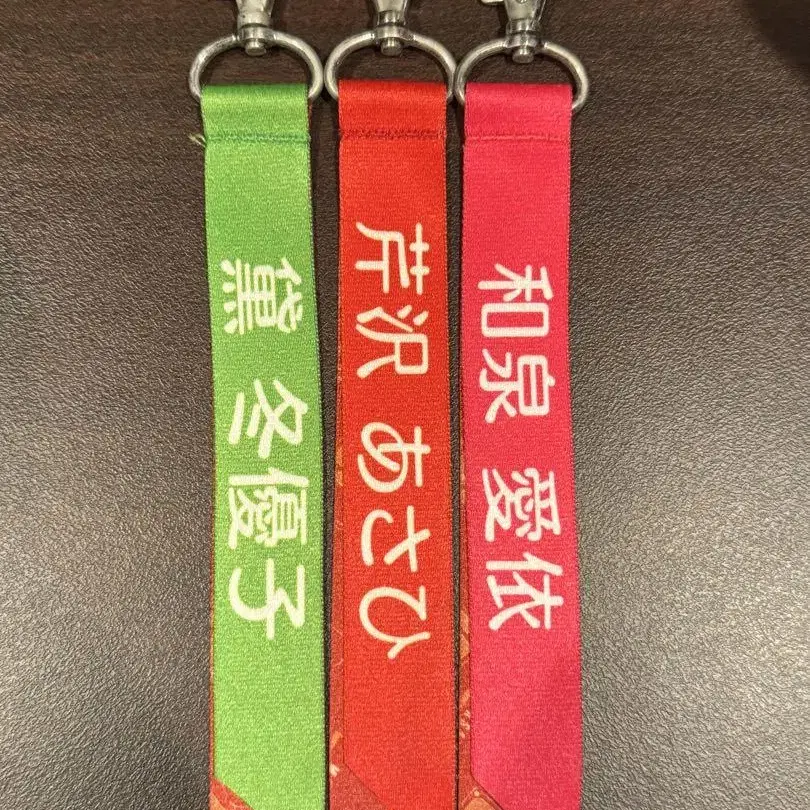 黛 冬優子
芹沢 あさひ
和泉 愛依